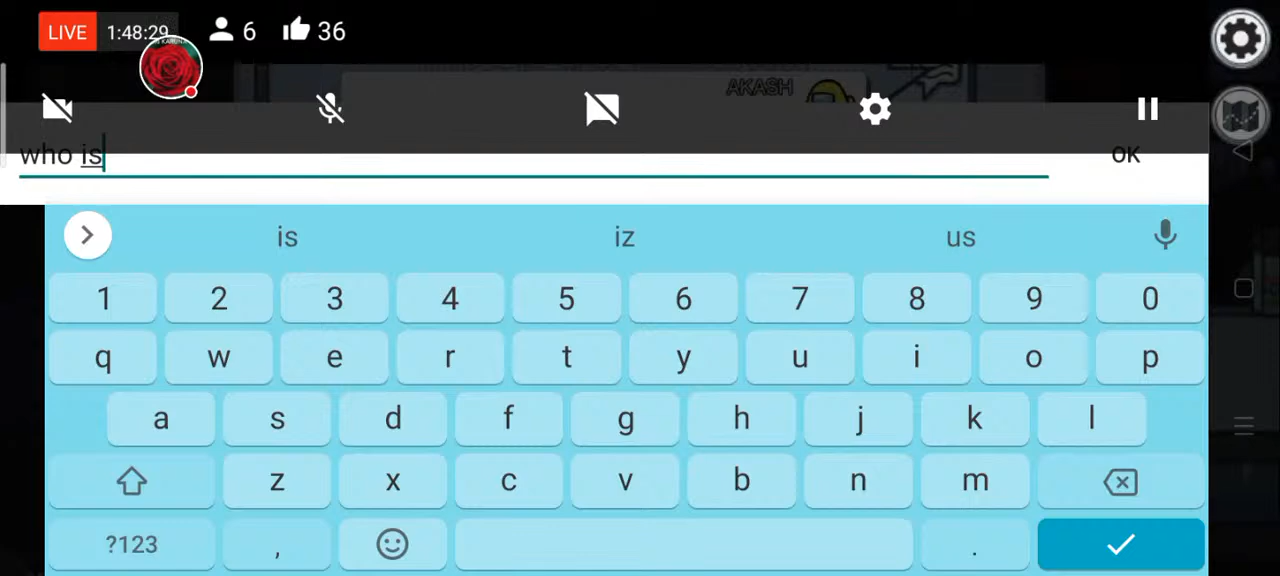 LIVE 1:48:29 6 36
AKASH
who is
OK
is iz us
1 2 3 4 5 6 7 8 9 0
q w e r t y u i o p
a s d f g h j k l
z x c v b n m
?123 , .